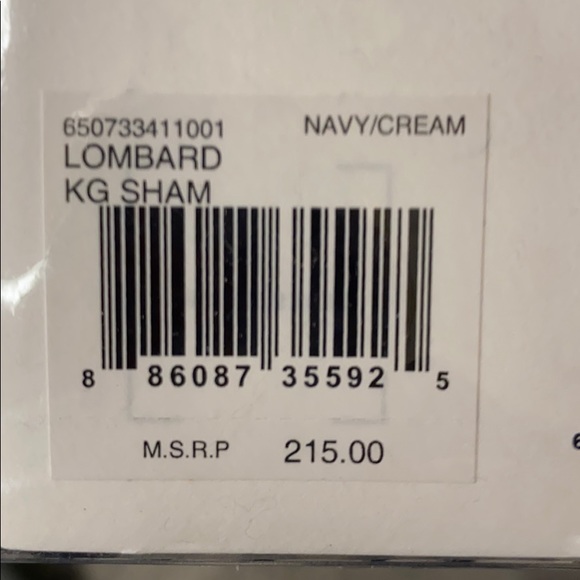 650733411001 NAVY/CREAM
LOMBARD
KG SHAM
8 86087 35592 5
M.S.R.P 215.00